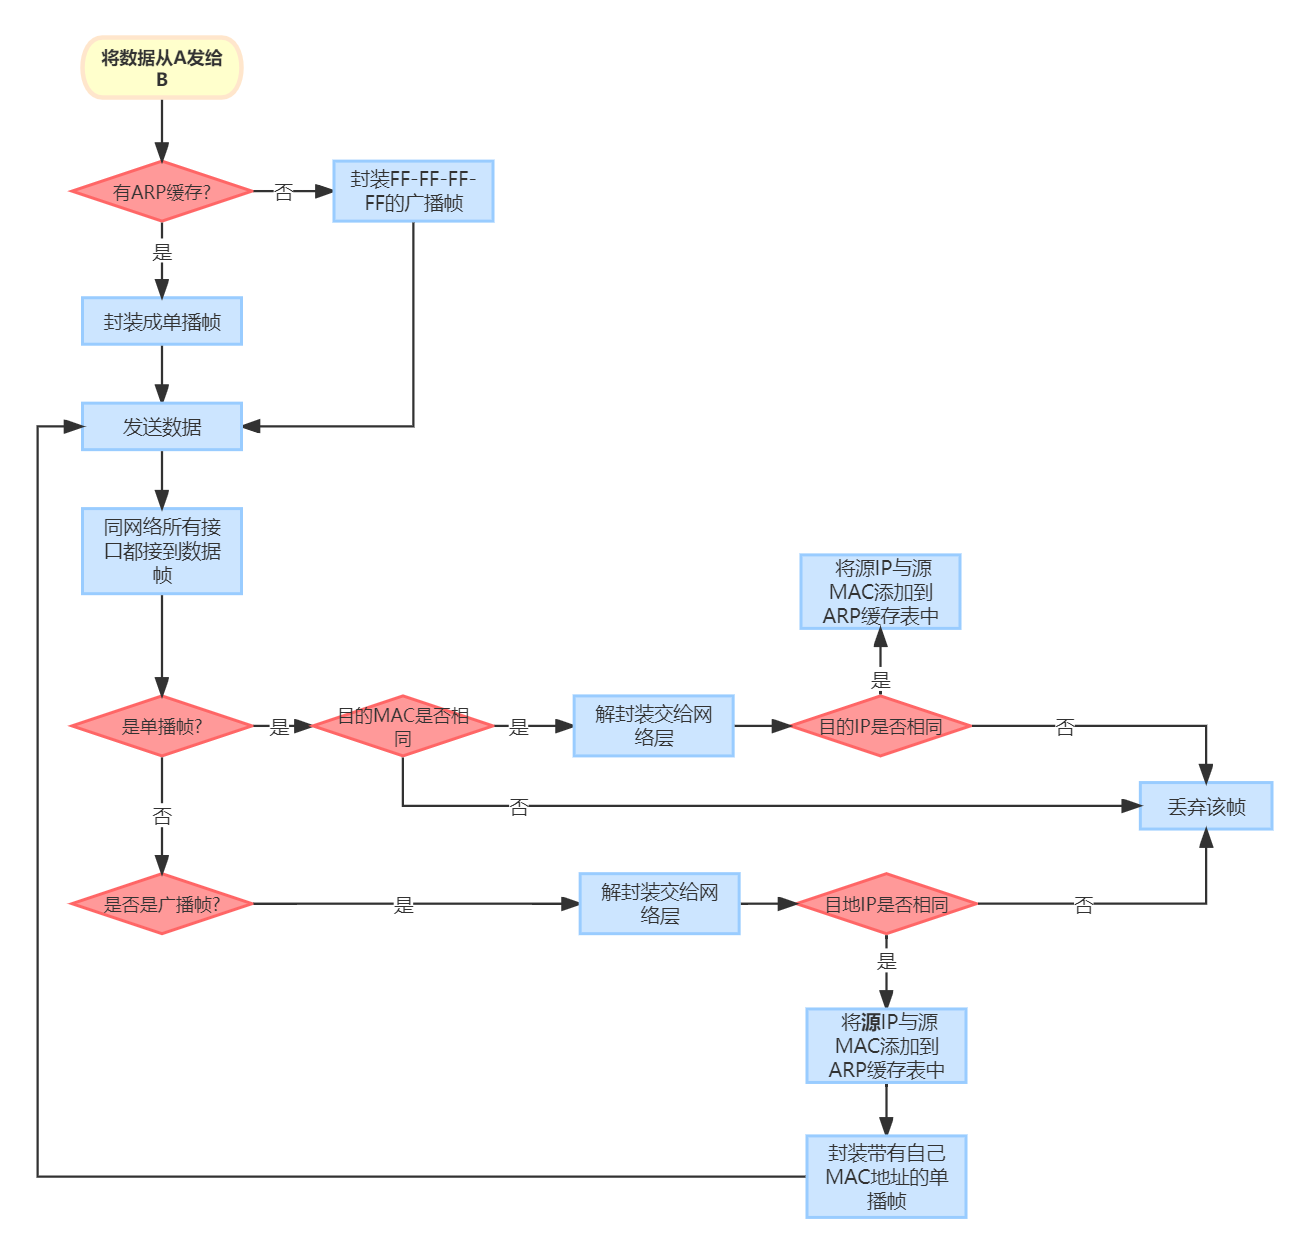 将数据从A发给
B
有ARP缓存?
否
封装FF-FF-FF-
FF的广播帧
是
封装成单播帧
发送数据
同网络所有接
口都接到数据
帧
将源IP与源
MAC添加到
ARP缓存表中
是
是单播帧?
是
目的MAC是否相
同
是
解封装交给网
络层
目的IP是否相同
否
否
丢弃该帧
否
是否是广播帧?
是
解封装交给网
络层
目地IP是否相同
否
是
将源IP与源
MAC添加到
ARP缓存表中
封装带有自己
MAC地址的单
播帧